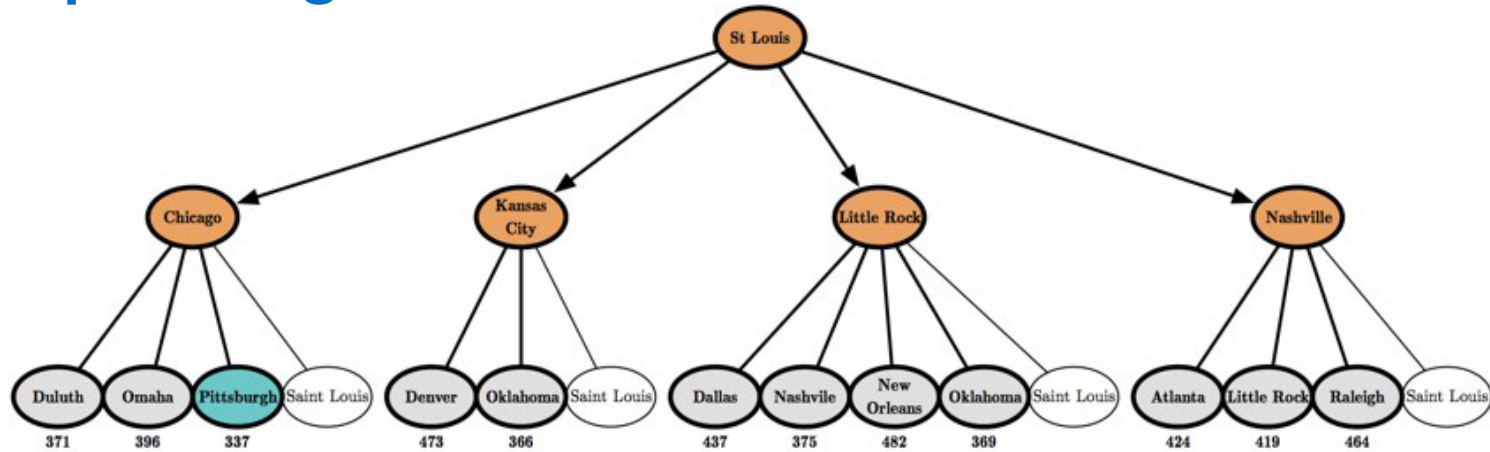 St Louis
Chicago
Kansas
City
Little Rock
Nashville
Duluth
Omaha
Pittsburgh
Saint Louis
Denver
Oklahoma
Saint Louis
Dallas
Nashvile
New
Orleans
Oklahoma
Saint Louis
Atlanta
Little Rock
Raleigh
Saint Louis
371
396
337
473
366
437
375
482
369
424
419
464